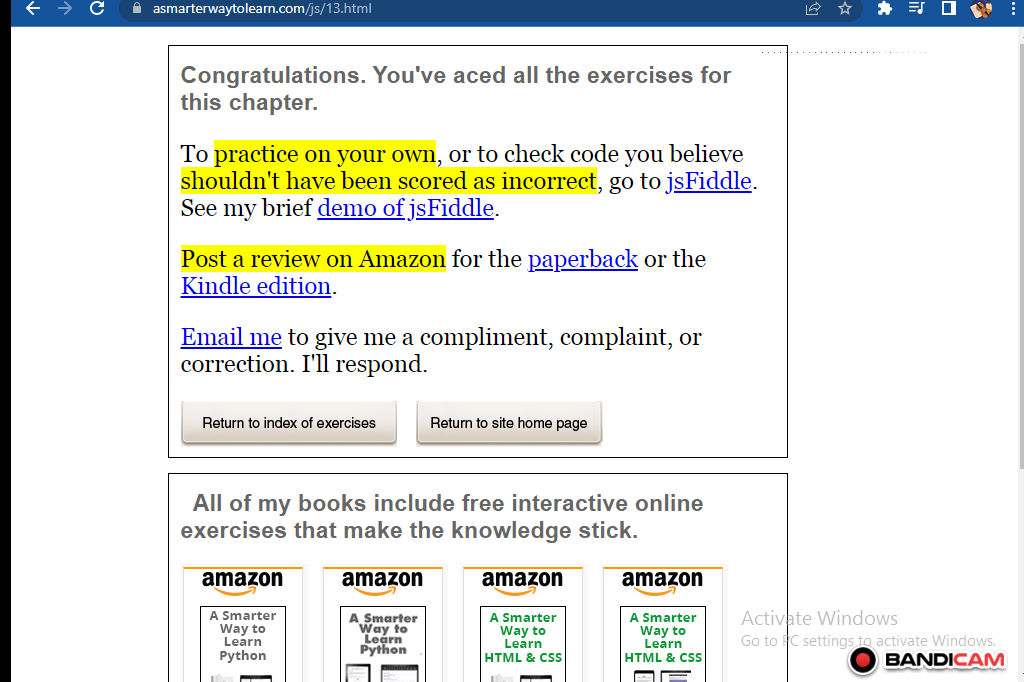 asmarterwaytolearn.com/js/13.html
Congratulations. You've aced all the exercises for
this chapter.
To practice on your own, or to check code you believe
shouldn't have been scored as incorrect, go to jsFiddle.
See my brief demo of jsFiddle.
Post a review on Amazon for the paperback or the
Kindle edition.
Email me to give me a compliment, complaint, or
correction. I'll respond.
Return to index of exercises Return to site home page
All of my books include free interactive online
exercises that make the knowledge stick.
amazon amazon amazon amazon
A Smarter
Way to
Learn
Python
A Smarter
Way to
Learn
Python
A Smarter
Way to
Learn
HTML & CSS
A Smarter
Way to
Learn
HTML & CSS
Activate Windows
Go to PC settings to activate Windows.
BANDICAM